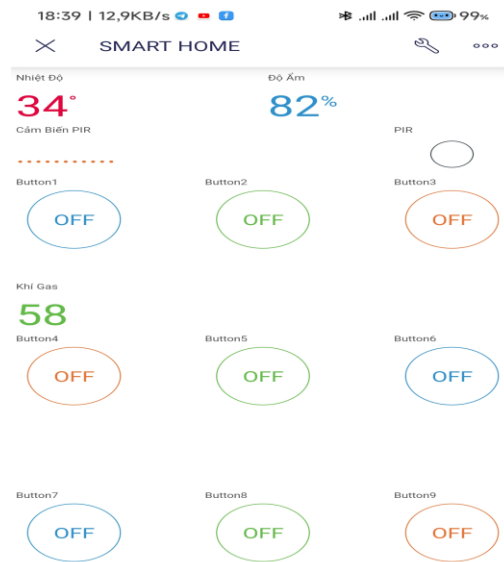 18:39 | 12,9KB/s 99%
SMART HOME
Nhiệt Độ Độ Ẩm
34° 82%
Cảm Biến PIR PIR
...........
Button1 Button2 Button3
OFF OFF OFF
Khí Gas
58
Button4 Button5 Button6
OFF OFF OFF
Button7 Button8 Button9
OFF OFF OFF